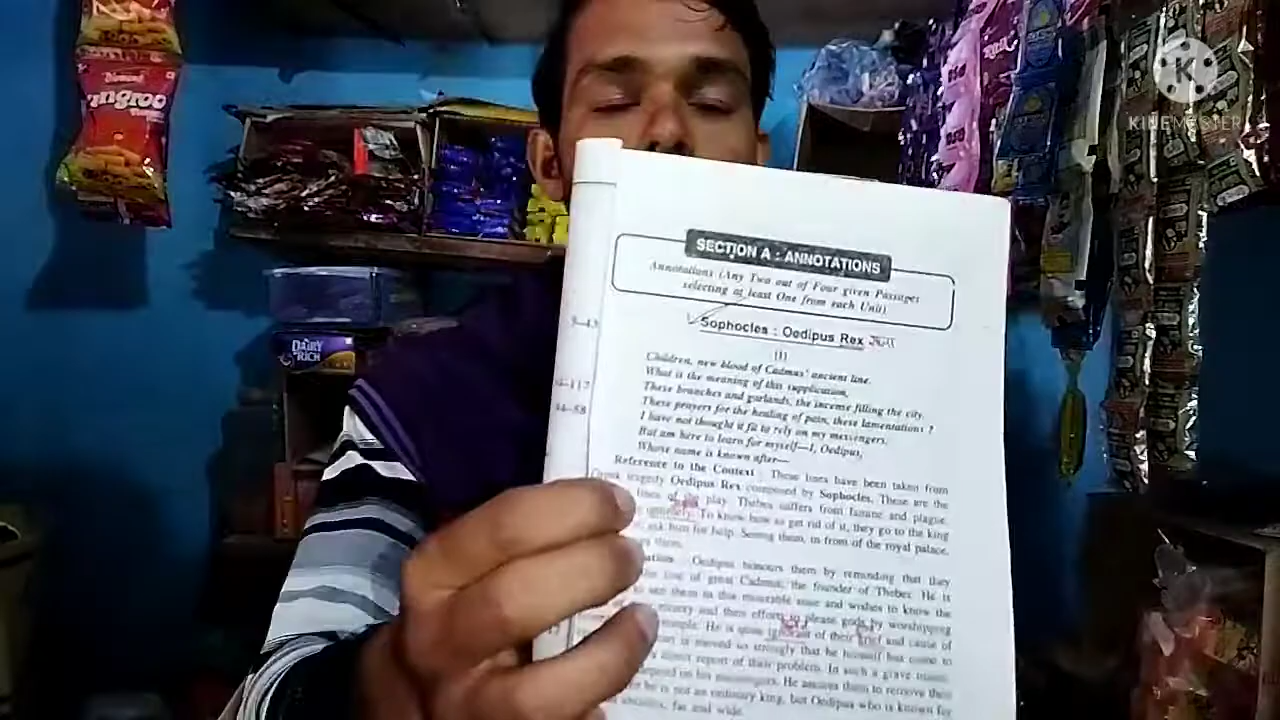 KINEMASTER
ingroo
DAIRY
RICH
SECTION A : ANNOTATIONS
Annotations (Any Two out of Four given Passages
selecting at least One from each Unit)
Sophocles : Oedipus Rex
(1)
Children, new blood of Cadmus' ancient line.
What is the meaning of this supplication,
These branches and garlands, the incense filling the city.
These prayers for the healing of pain, these lamentations ?
I have not thought it fit to rely on my messengers.
But am here to learn for myself—I, Oedipus,
Whose name is known after—
Reference to the Context : These lines have been taken from
tragedy Oedipus Rex composed by Sophocles. These are the
lines of the play. Thebes suffers from famine and plague.
To know how to get rid of it, they go to the king
ask him for help. Seeing them, in front of the royal palace,
them.
Oedipus honours them by reminding that they
line of great Cadmus, the founder of Thebes. He is
see them in this miserable state and wishes to know the
misery and their efforts to please gods by worshipping
He is quite ignorant of their grief and cause of
is moved so strongly that he himself has come to
report of their problem. In such a grave
depend on his messengers. He assures them to remove their
he is not an ordinary king, but Oedipus who is known for
far and wide.